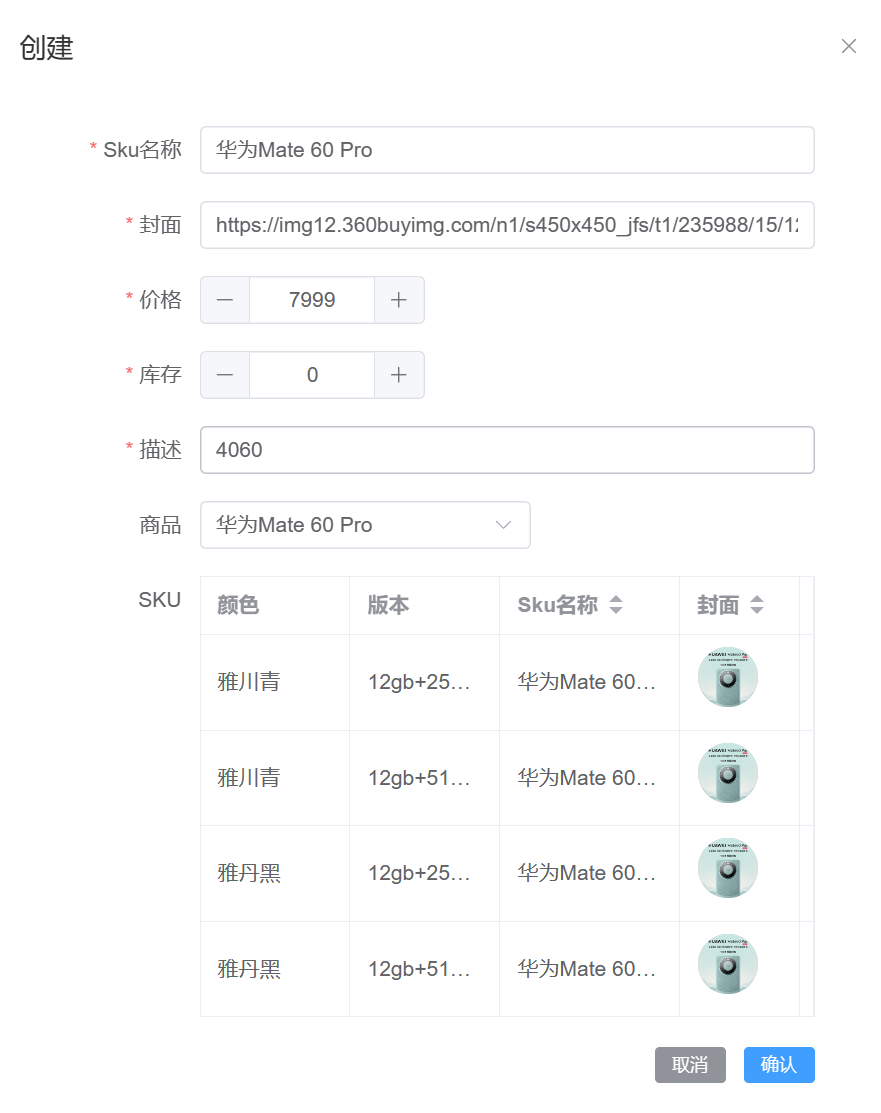 创建
* Sku名称 华为Mate 60 Pro
* 封面 https://img12.360buyimg.com/n1/s450x450_jfs/t1/235988/15/12
* 价格 7999
* 库存 0
* 描述 4060
商品 华为Mate 60 Pro
SKU 颜色 版本 Sku名称 封面
雅川青 12gb+25... 华为Mate 60...
雅川青 12gb+51... 华为Mate 60...
雅丹黑 12gb+25... 华为Mate 60...
雅丹黑 12gb+51... 华为Mate 60...
取消 确认